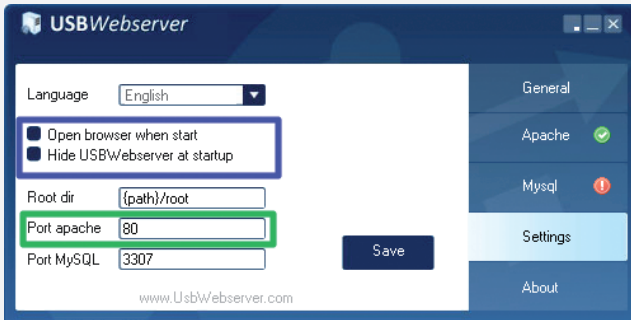 USBWebserver
Language English
Open browser when start
Hide USBWebserver at startup
Root dir {path}/root
Port apache 80
Port MySQL 3307
Save
www.UsbWebserver.com
General
Apache
Mysql
Settings
About